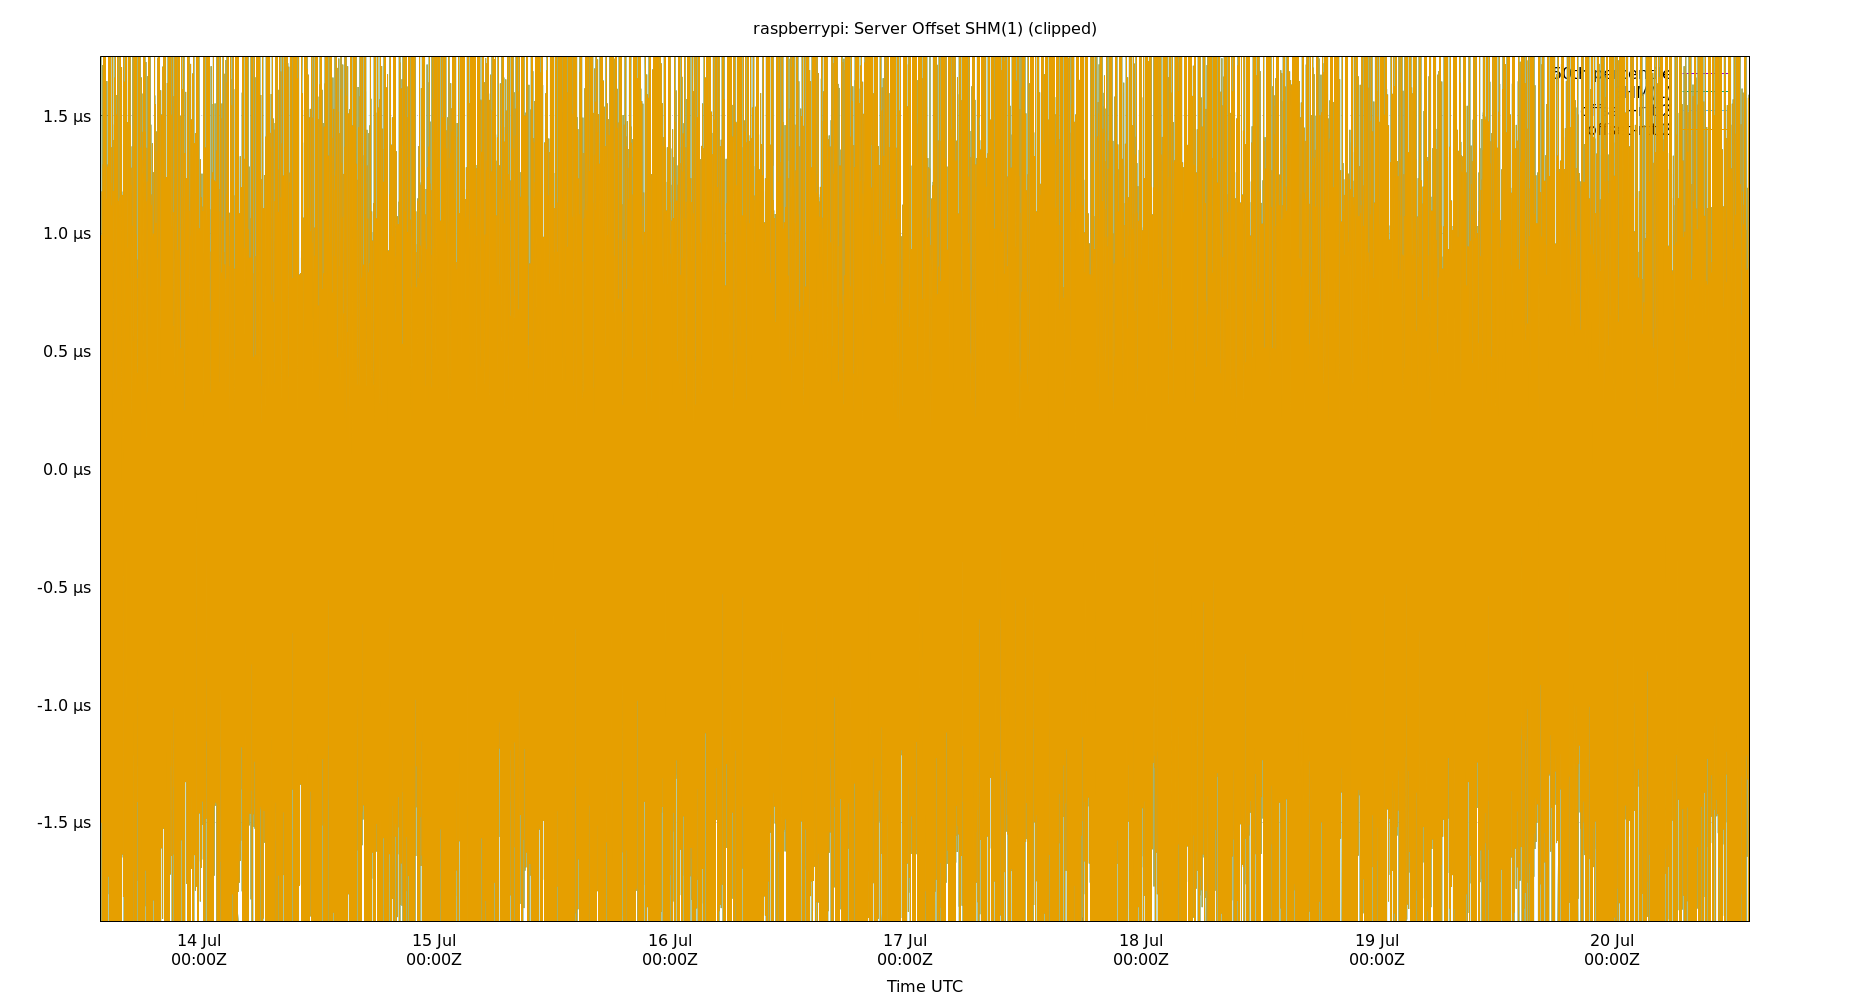 raspberrypi: Server Offset SHM(1) (clipped)
1.5 µs
1.0 µs
0.5 µs
0.0 µs
-0.5 µs
-1.0 µs
-1.5 µs
14 Jul 15 Jul 16 Jul 17 Jul 18 Jul 19 Jul 20 Jul
00:00Z 00:00Z 00:00Z 00:00Z 00:00Z 00:00Z 00:00Z
Time UTC